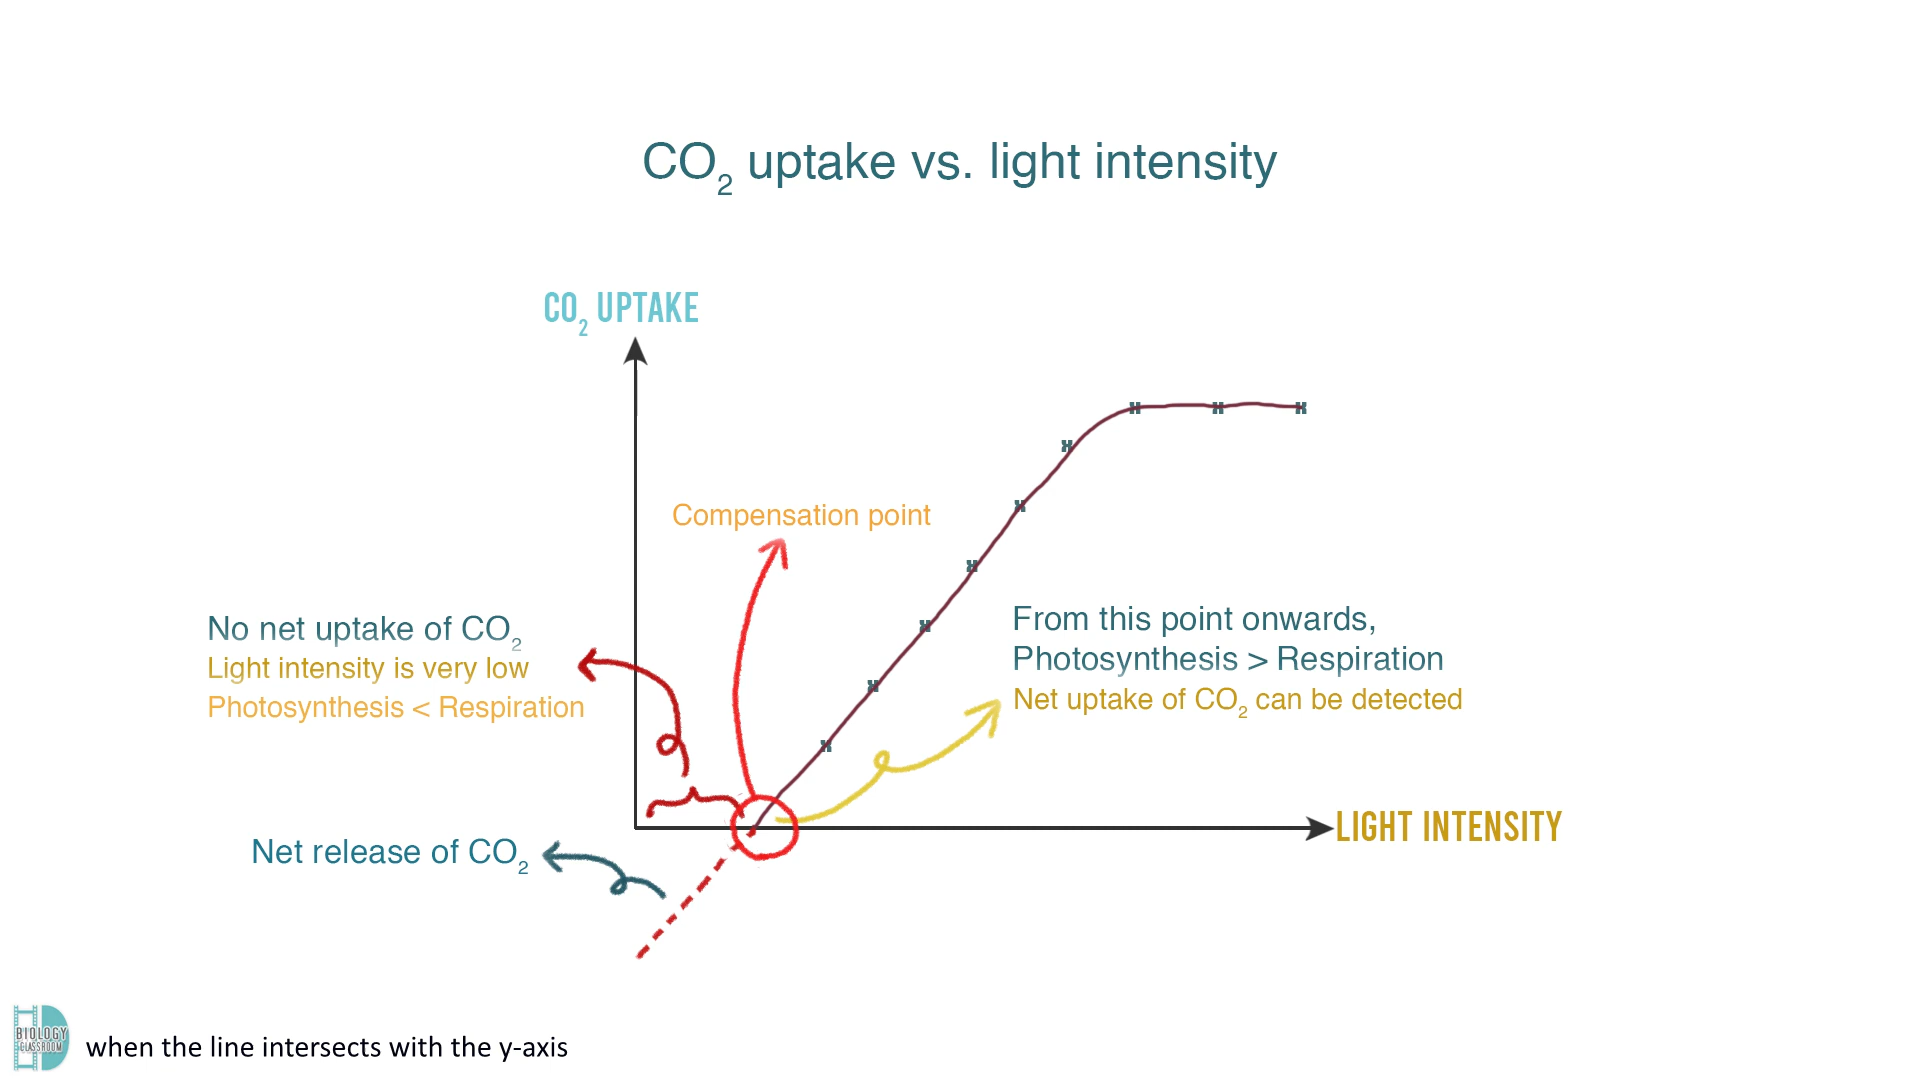 CO₂ uptake vs. light intensity
CO₂ UPTAKE
Compensation point
No net uptake of CO₂
Light intensity is very low
Photosynthesis < Respiration
From this point onwards,
Photosynthesis > Respiration
Net uptake of CO₂ can be detected
LIGHT INTENSITY
Net release of CO₂
BIOLOGY
CLASSROOM
when the line intersects with the y-axis